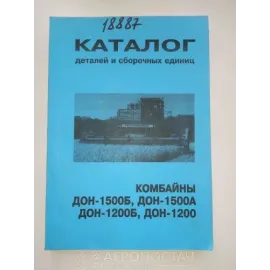 18887
КАТАЛОГ
деталей и сборочных единиц
КОМБАЙНЫ
ДОН-1500Б, ДОН-1500А
ДОН-1200Б, ДОН-1200